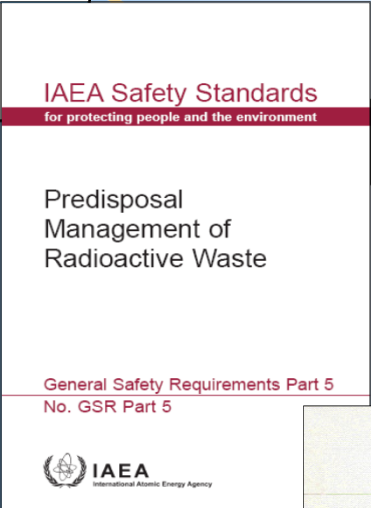 IAEA Safety Standards
for protecting people and the environment
Predisposal
Management of
Radioactive Waste
General Safety Requirements Part 5
No. GSR Part 5
IAEA
International Atomic Energy Agency